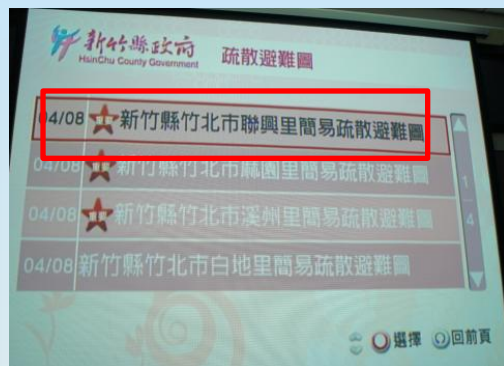 新竹縣政府 疏散避難圖
HsinChu County Government
04/08 新竹縣竹北市聯興里簡易疏散避難圖
04/08 新竹縣竹北市麻園里簡易疏散避難圖
04/08 新竹縣竹北市溪州里簡易疏散避難圖
04/08 新竹縣竹北市白地里簡易疏散避難圖
1
4
選擇 回前頁